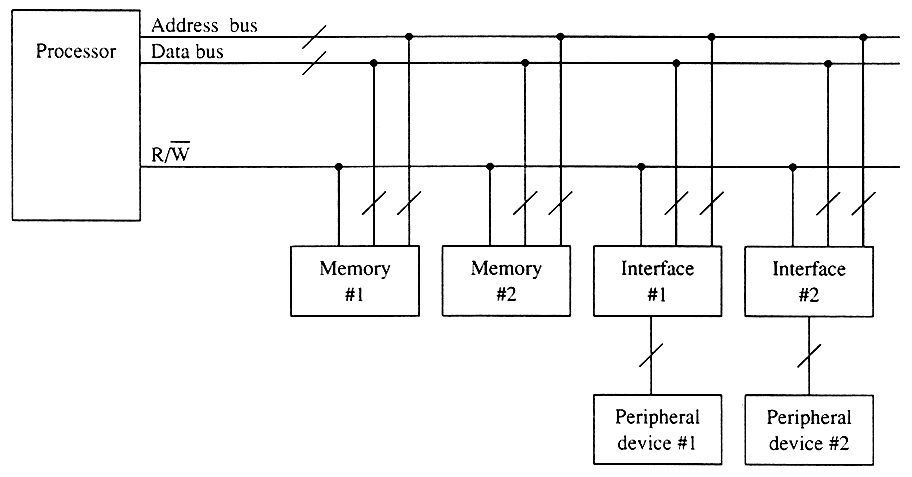 Address bus
Processor
Data bus
R/W̅
Memory
#1
Memory
#2
Interface
#1
Interface
#2
Peripheral
device #1
Peripheral
device #2